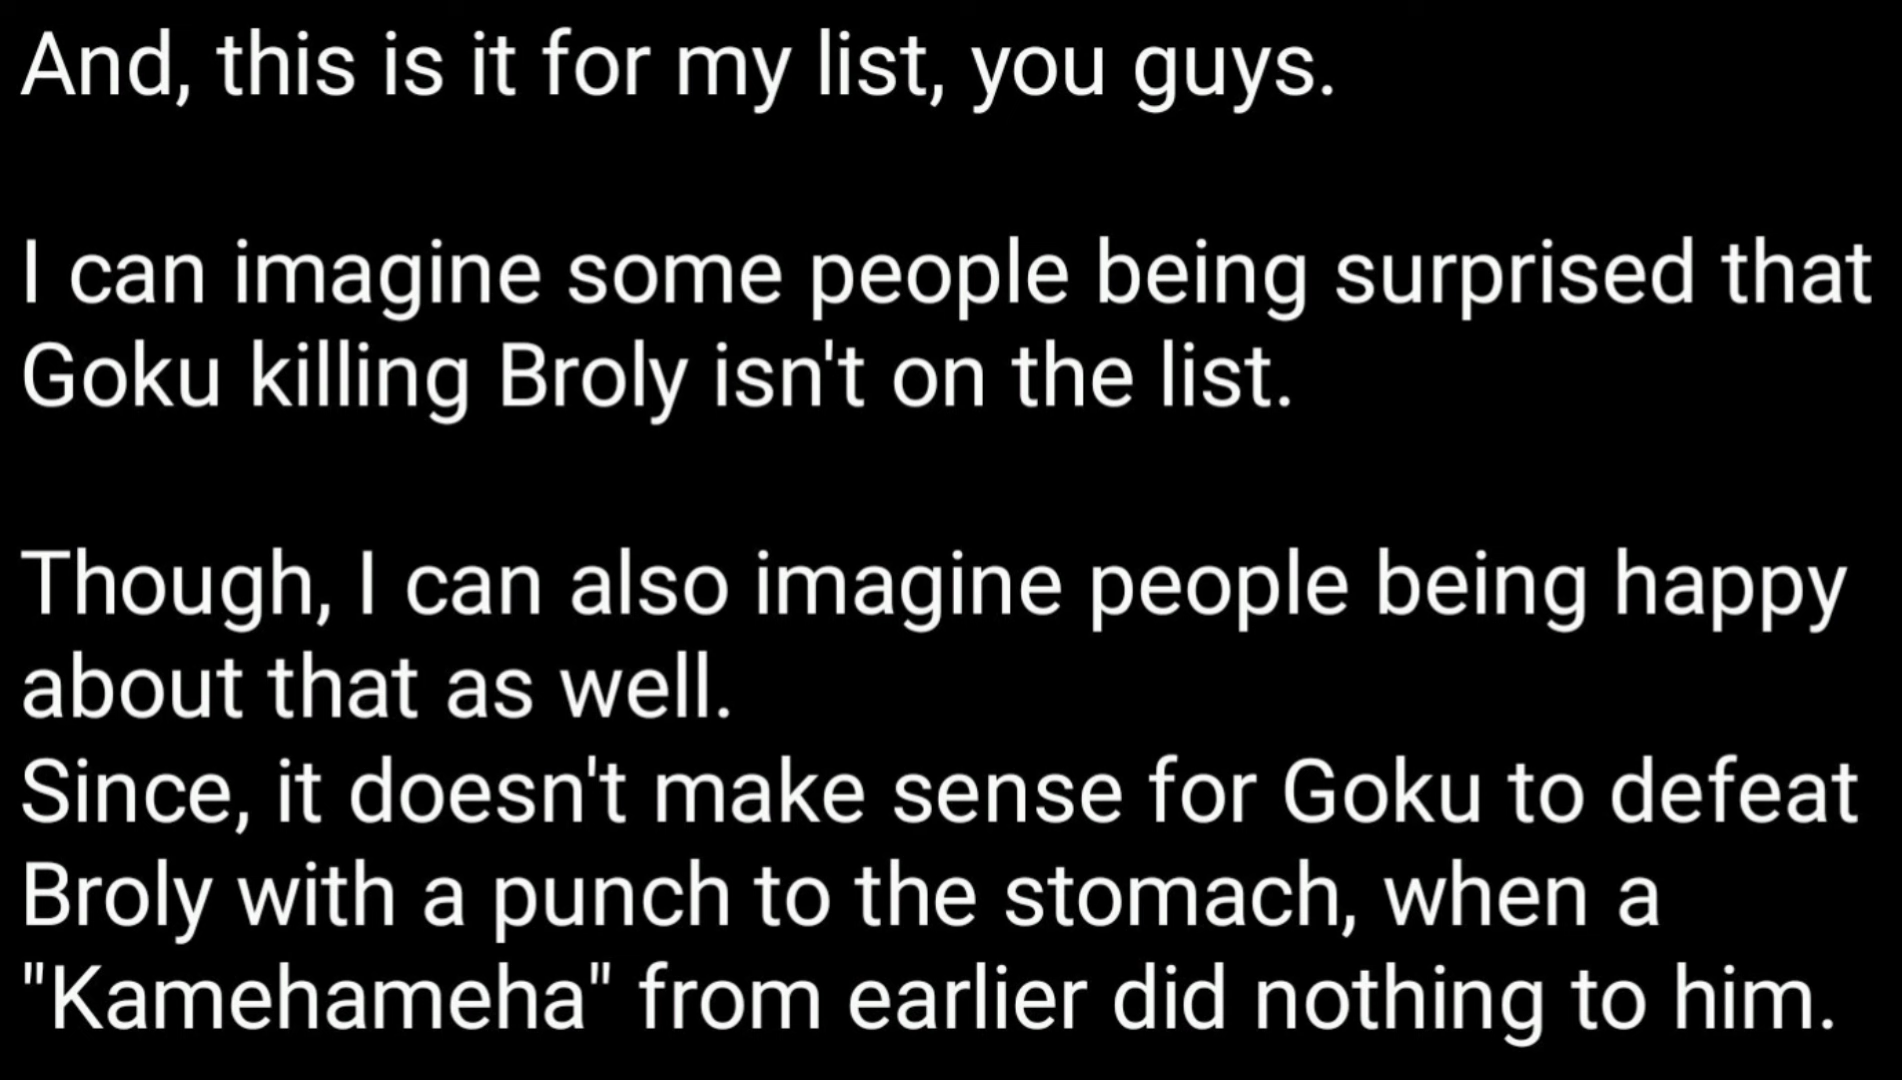 And, this is it for my list, you guys.
I can imagine some people being surprised that
Goku killing Broly isn't on the list.
Though, I can also imagine people being happy
about that as well.
Since, it doesn't make sense for Goku to defeat
Broly with a punch to the stomach, when a
"Kamehameha" from earlier did nothing to him.